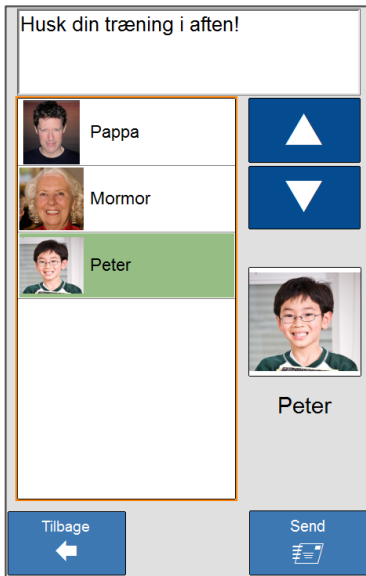 Husk din træning i aften!
Pappa
Mormor
Peter
Peter
Tilbage
Send